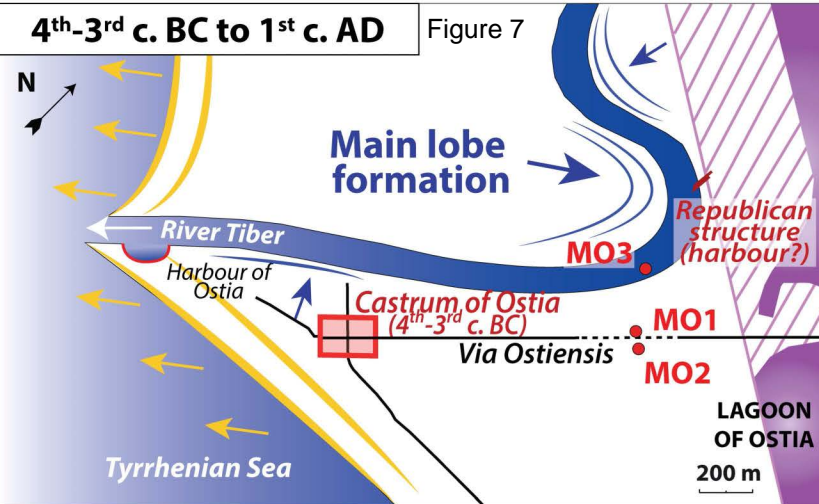 4th-3rd c. BC to 1st c. AD
Figure 7
N
Main lobe
formation
River Tiber
Republican
structure
(harbour?)
MO3
Harbour of
Ostia
Castrum of Ostia
(4th-3rd c. BC)
MO1
Via Ostiensis
MO2
LAGOON
OF OSTIA
Tyrrhenian Sea
200 m